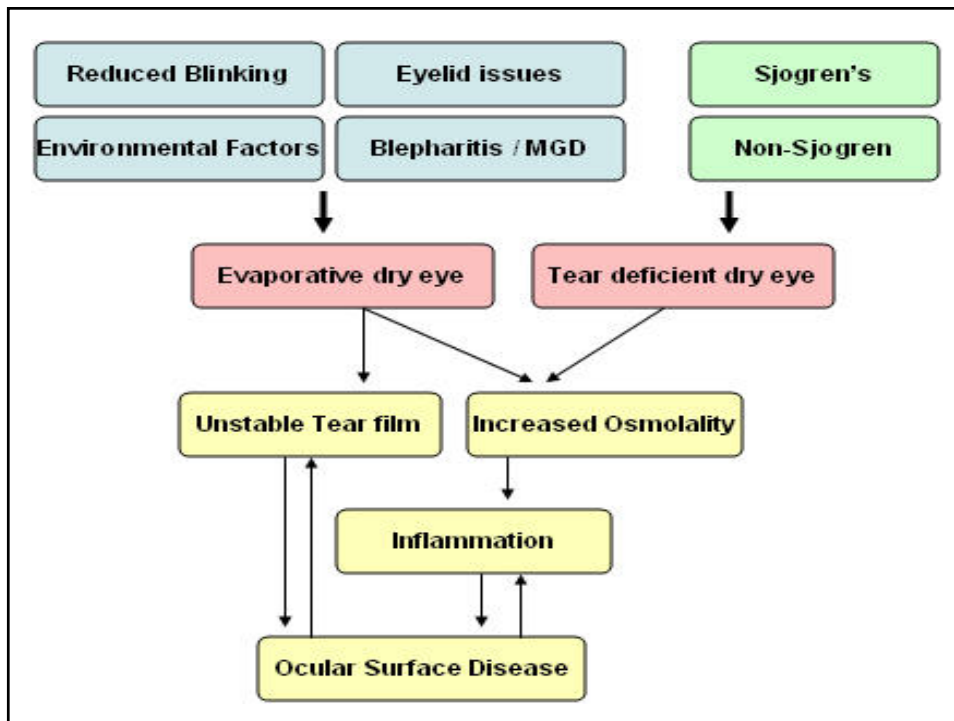 Reduced Blinking
Eyelid issues
Sjogren's
Environmental Factors
Blepharitis / MGD
Non-Sjogren
Evaporative dry eye
Tear deficient dry eye
Unstable Tear film
Increased Osmolality
Inflammation
Ocular Surface Disease